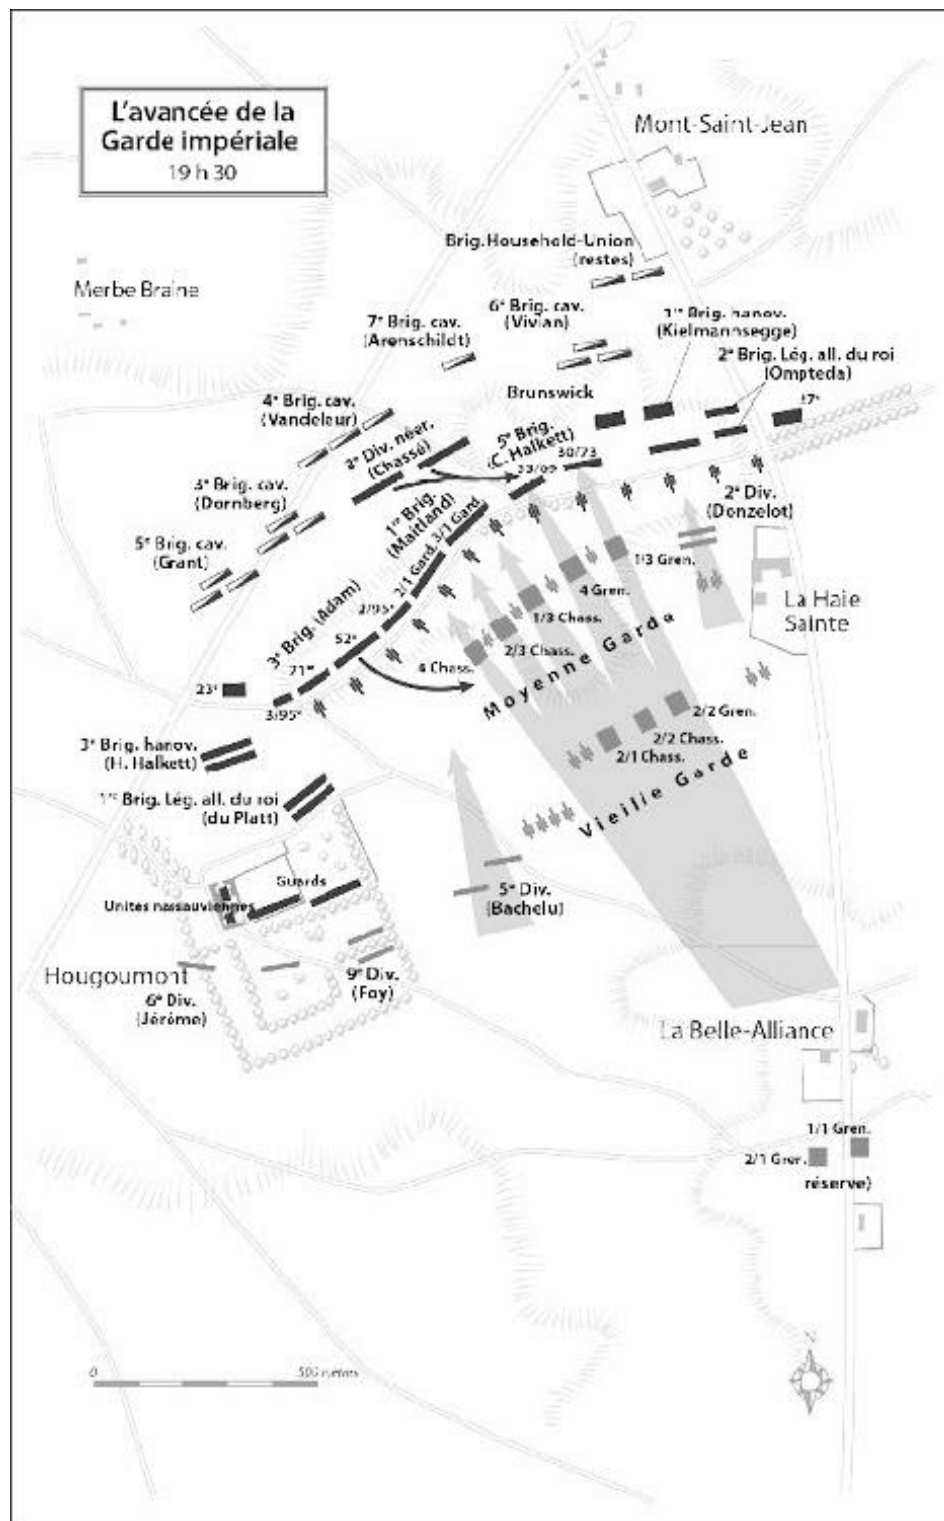 L'avancée de la
Garde impériale
19 h 30
Mont-Saint-Jean
Brig. Household-Union
(restes)
Merbe Braine
6e Brig. cav.
(Vivian)
1re Brig. hanov.
(Kielmannsegge)
7e Brig. cav.
(Arenschildt)
2e Brig. Lég. all. du roi
(Ompteda)
Brunswick
27e
4e Brig. cav.
(Vandeleur)
3e Div. néer.
(Chassé)
5e Brig.
(C. Halkett)
30/73
33/69
3e Brig. cav.
(Dornberg)
1re Brig.
(Maitland)
2/1 Gard.
3/1 Gard.
2e Div.
(Donzelot)
5e Brig. cav.
(Grant)
1/3 Gren.
4 Gren.
La Haie
Sainte
2/95e
3e Brig. (Adam)
52e
1/3 Chass.
2/3 Chass.
4 Chass.
Moyenne Garde
71e
23e
3/95e
2/2 Gren.
2/2 Chass.
2/1 Chass.
Vieille Garde
3e Brig. hanov.
(H. Halkett)
1re Brig. Lég. all. du roi
(du Platt)
Guards
Unités nassauviennes
5e Div.
(Bachelu)
Hougoumont
9e Div.
(Foy)
6e Div.
(Jérôme)
La Belle-Alliance
1/1 Gren.
2/1 Gren.
réserve)
0
500 mètres
N